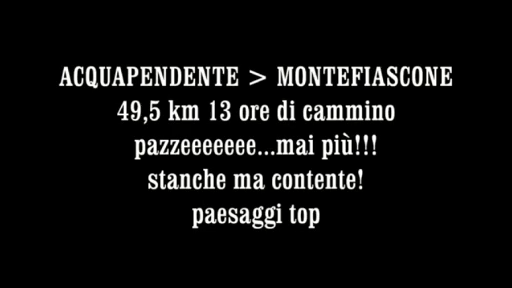 ACQUAPENDENTE > MONTEFIASCONE
49,5 km 13 ore di cammino
pazzeeeeeee...mai più!!!
stanche ma contente!
paesaggi top